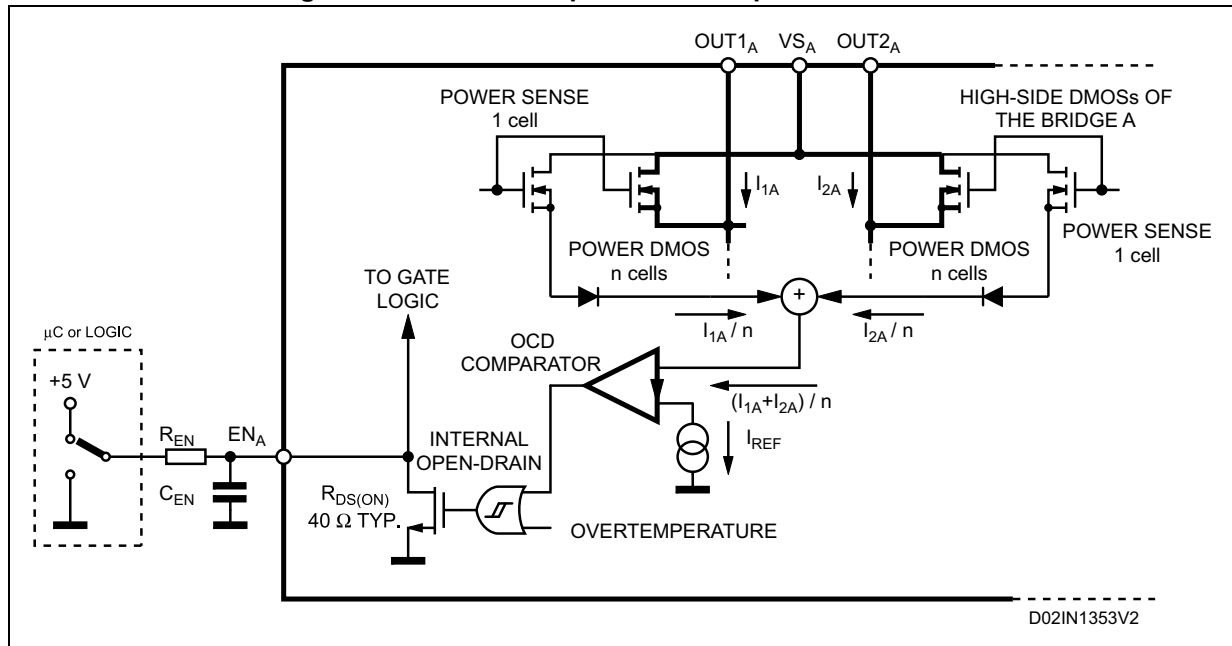 OUT1A VSA OUT2A
POWER SENSE
1 cell
HIGH-SIDE DMOSs OF
THE BRIDGE A
I1A
I2A
POWER SENSE
1 cell
POWER DMOS
n cells
POWER DMOS
n cells
TO GATE
LOGIC
+
I1A / n
I2A / n
μC or LOGIC
OCD
COMPARATOR
+5 V
(I1A+I2A) / n
IREF
REN
ENA
INTERNAL
OPEN-DRAIN
CEN
RDS(ON)
40 Ω TYP.
OVERTEMPERATURE
D02IN1353V2